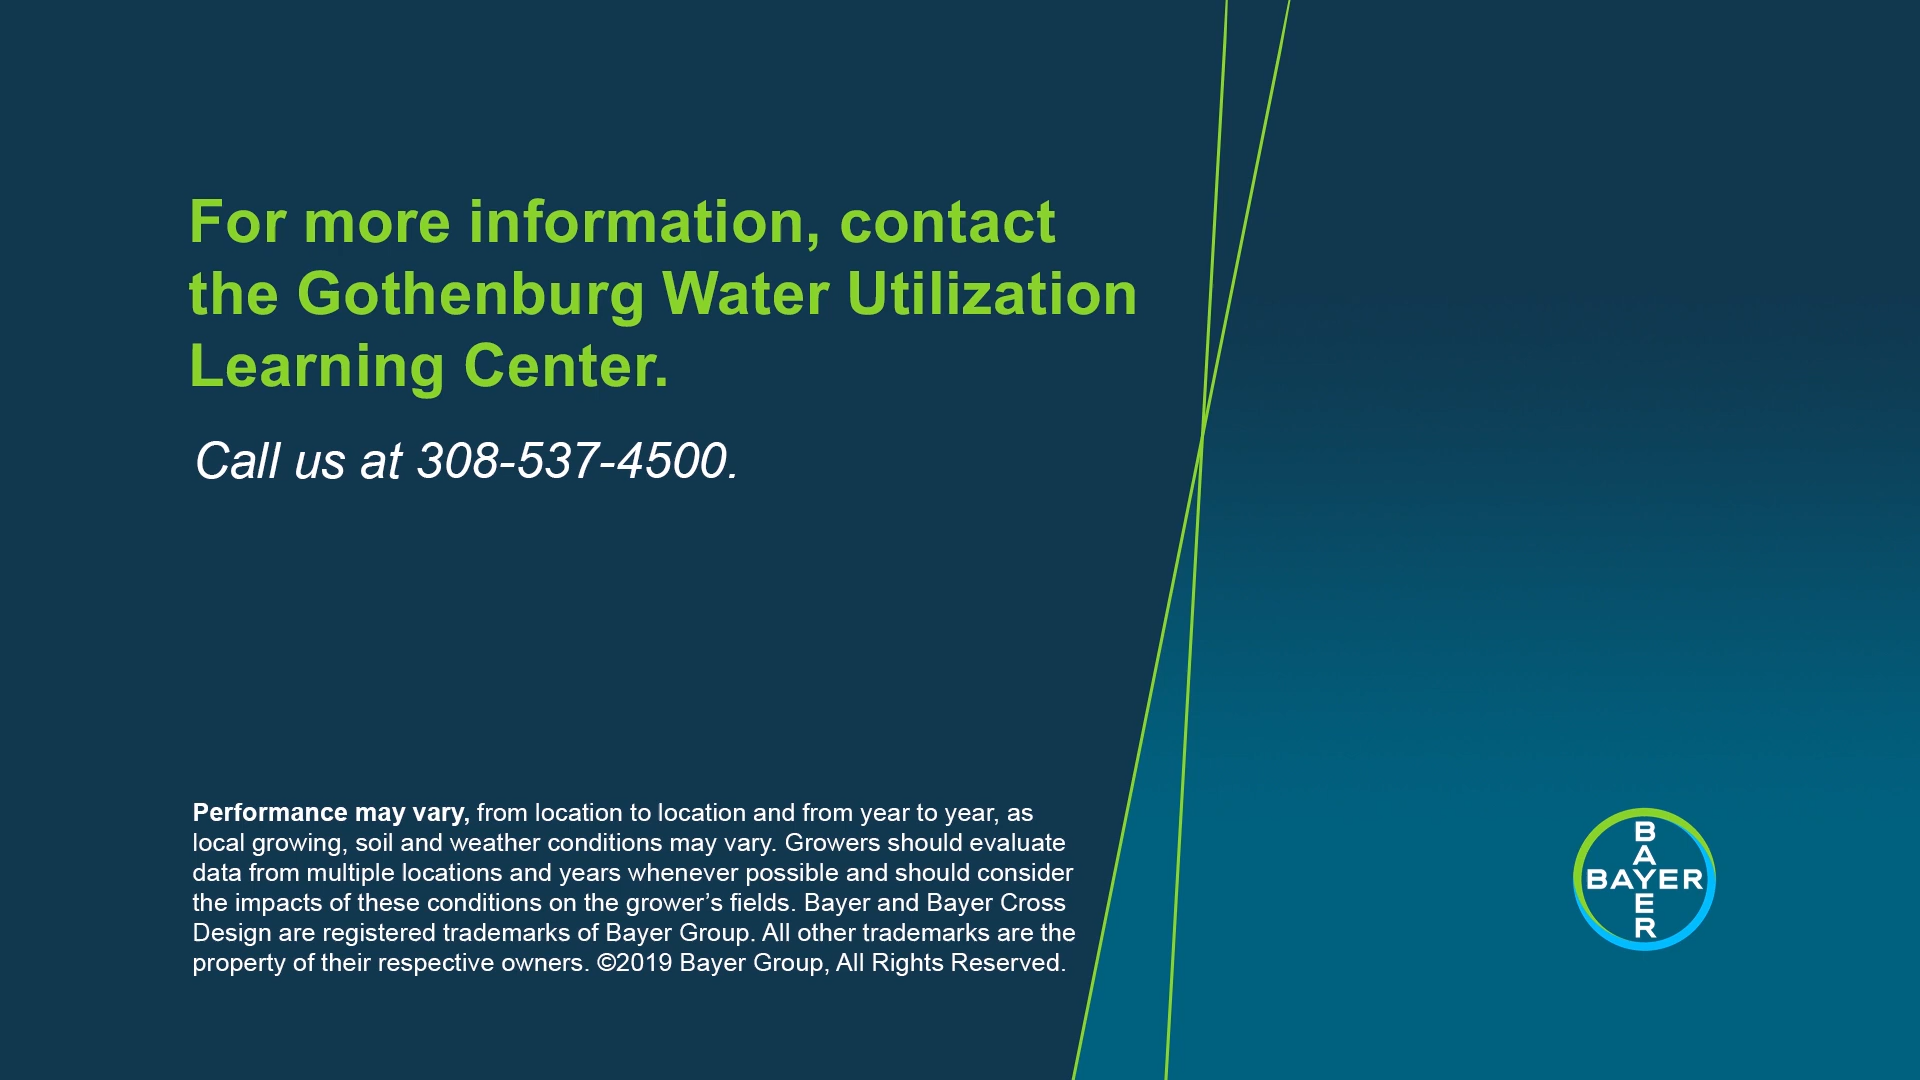 For more information, contact
the Gothenburg Water Utilization
Learning Center.
Call us at 308-537-4500.
Performance may vary, from location to location and from year to year, as
local growing, soil and weather conditions may vary. Growers should evaluate
data from multiple locations and years whenever possible and should consider
the impacts of these conditions on the grower’s fields. Bayer and Bayer Cross
Design are registered trademarks of Bayer Group. All other trademarks are the
property of their respective owners. ©2019 Bayer Group, All Rights Reserved.
BAYER
BAYER